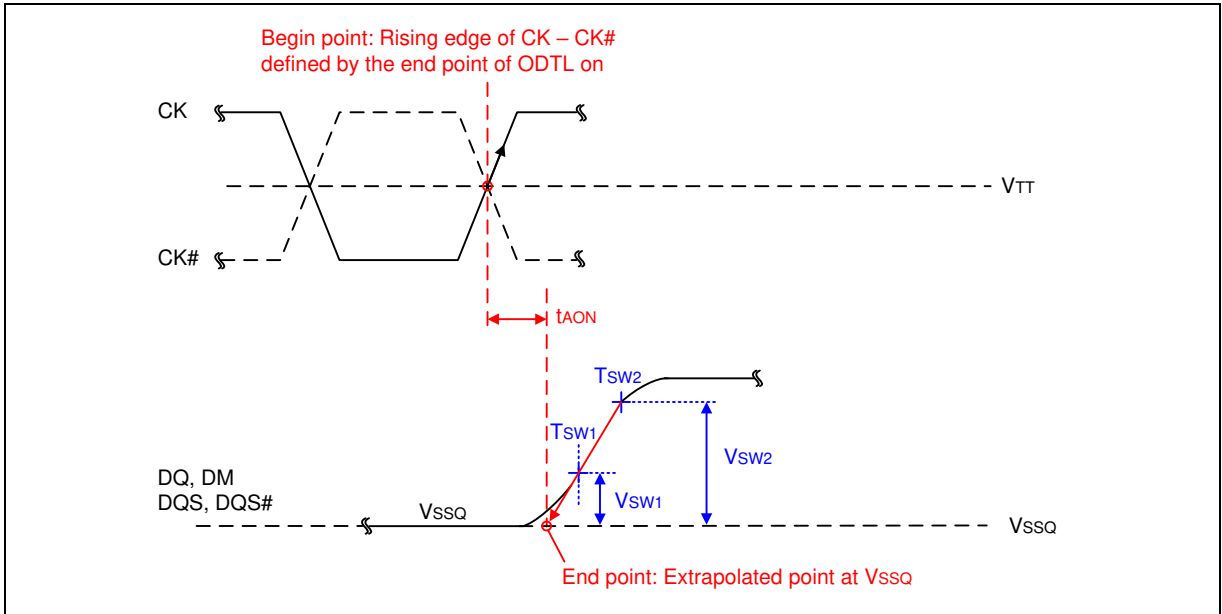 Begin point: Rising edge of CK – CK#
defined by the end point of ODTL on
CK
VTT
CK#
tAON
TSW2
TSW1
VSW2
DQ, DM
DQS, DQS#
VSW1
VSSQ
VSSQ
End point: Extrapolated point at VSSQ